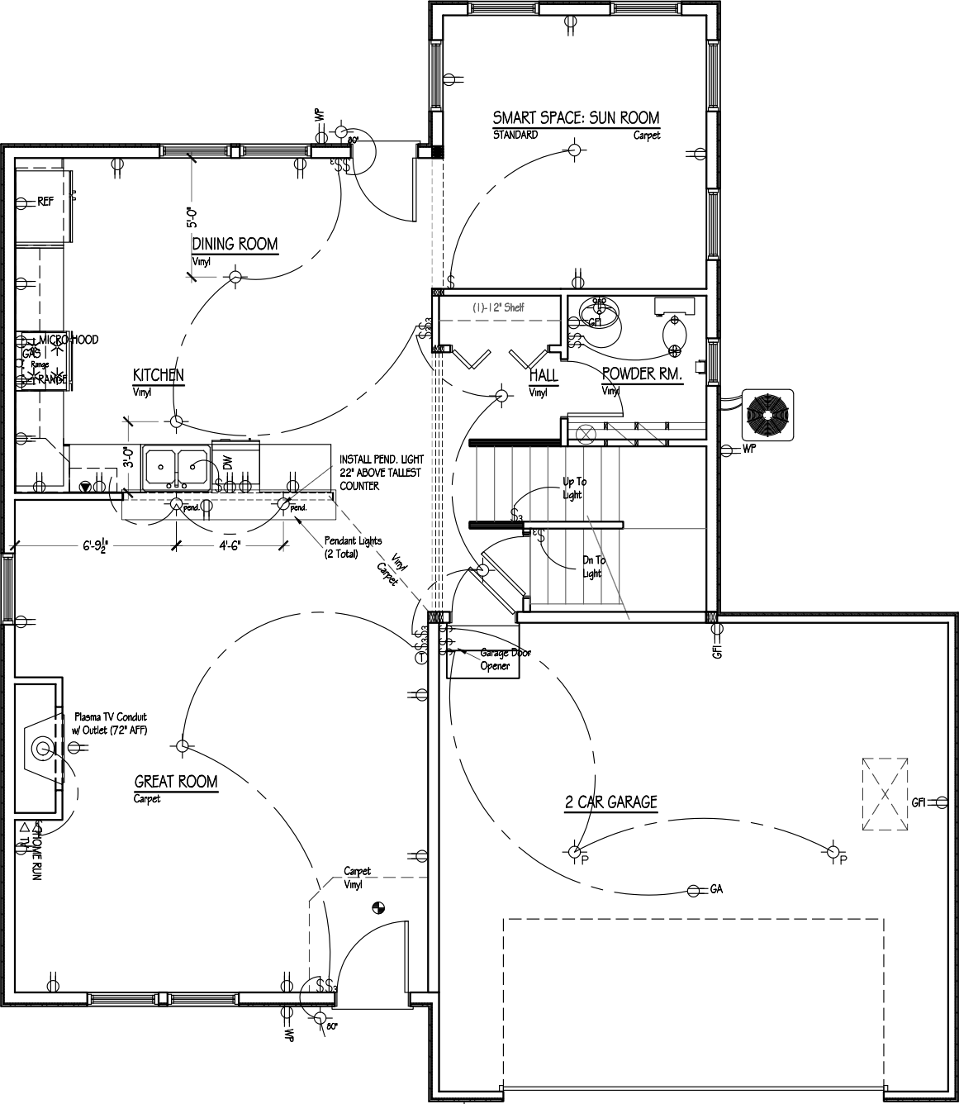 WP
80"
SMART SPACE: SUN ROOM
STANDARD
Carpet
REF
5'-0"
DINING ROOM
Vinyl
S
S S3
(1)-12" Shelf
GFI
MICRO-HOOD
GAS
Range
RANGE
KITCHEN
Vinyl
HALL
Vinyl
POWDER RM.
Vinyl
WP
3'-0"
DW
INSTALL PEND. LIGHT
22" ABOVE TALLEST
COUNTER
Up To
Light
S3
pend.
pend.
6'-9½"
4'-6"
Pendant Lights
(2 Total)
Vinyl
Carpet
Dn To
Light
GFI
Garage Door
Opener
Plasma TV Conduit
w/ Outlet (72" AFF)
GREAT ROOM
Carpet
2 CAR GARAGE
GFI
TV
HOME RUN
P
P
Carpet
Vinyl
GA
WP
80"